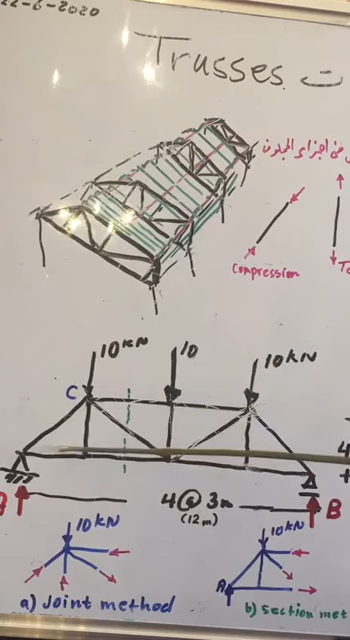 22-6-2020
Trusses
من اجزاء الجملون
Compression
10 kN
10
10 kN
C
4@3m
(12m)
B
10 kN
10 kN
A
a) Joint method
b) section met